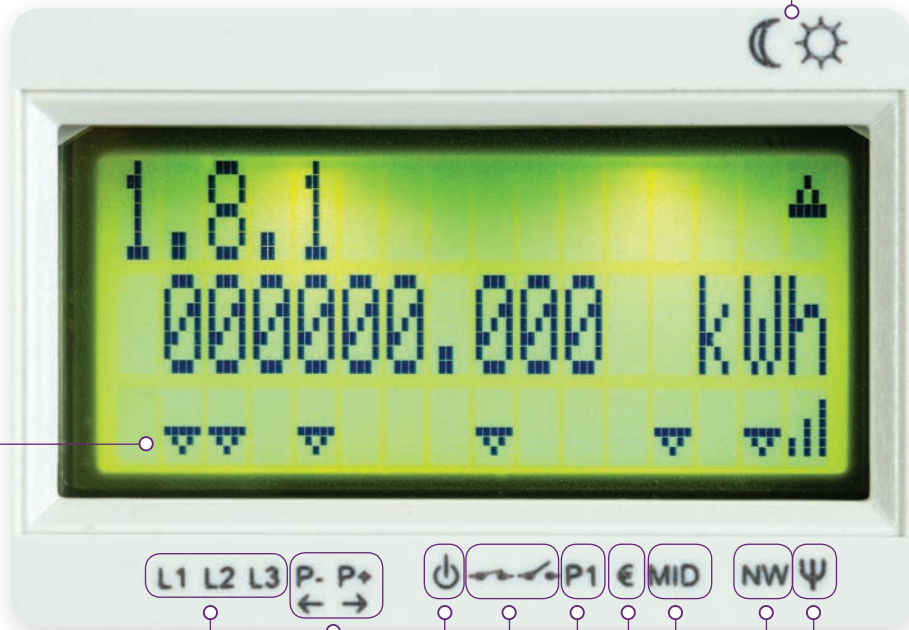 1.8.1
000000.000 kWh
L1 L2 L3 P- P+ P1 € MID NW
← →